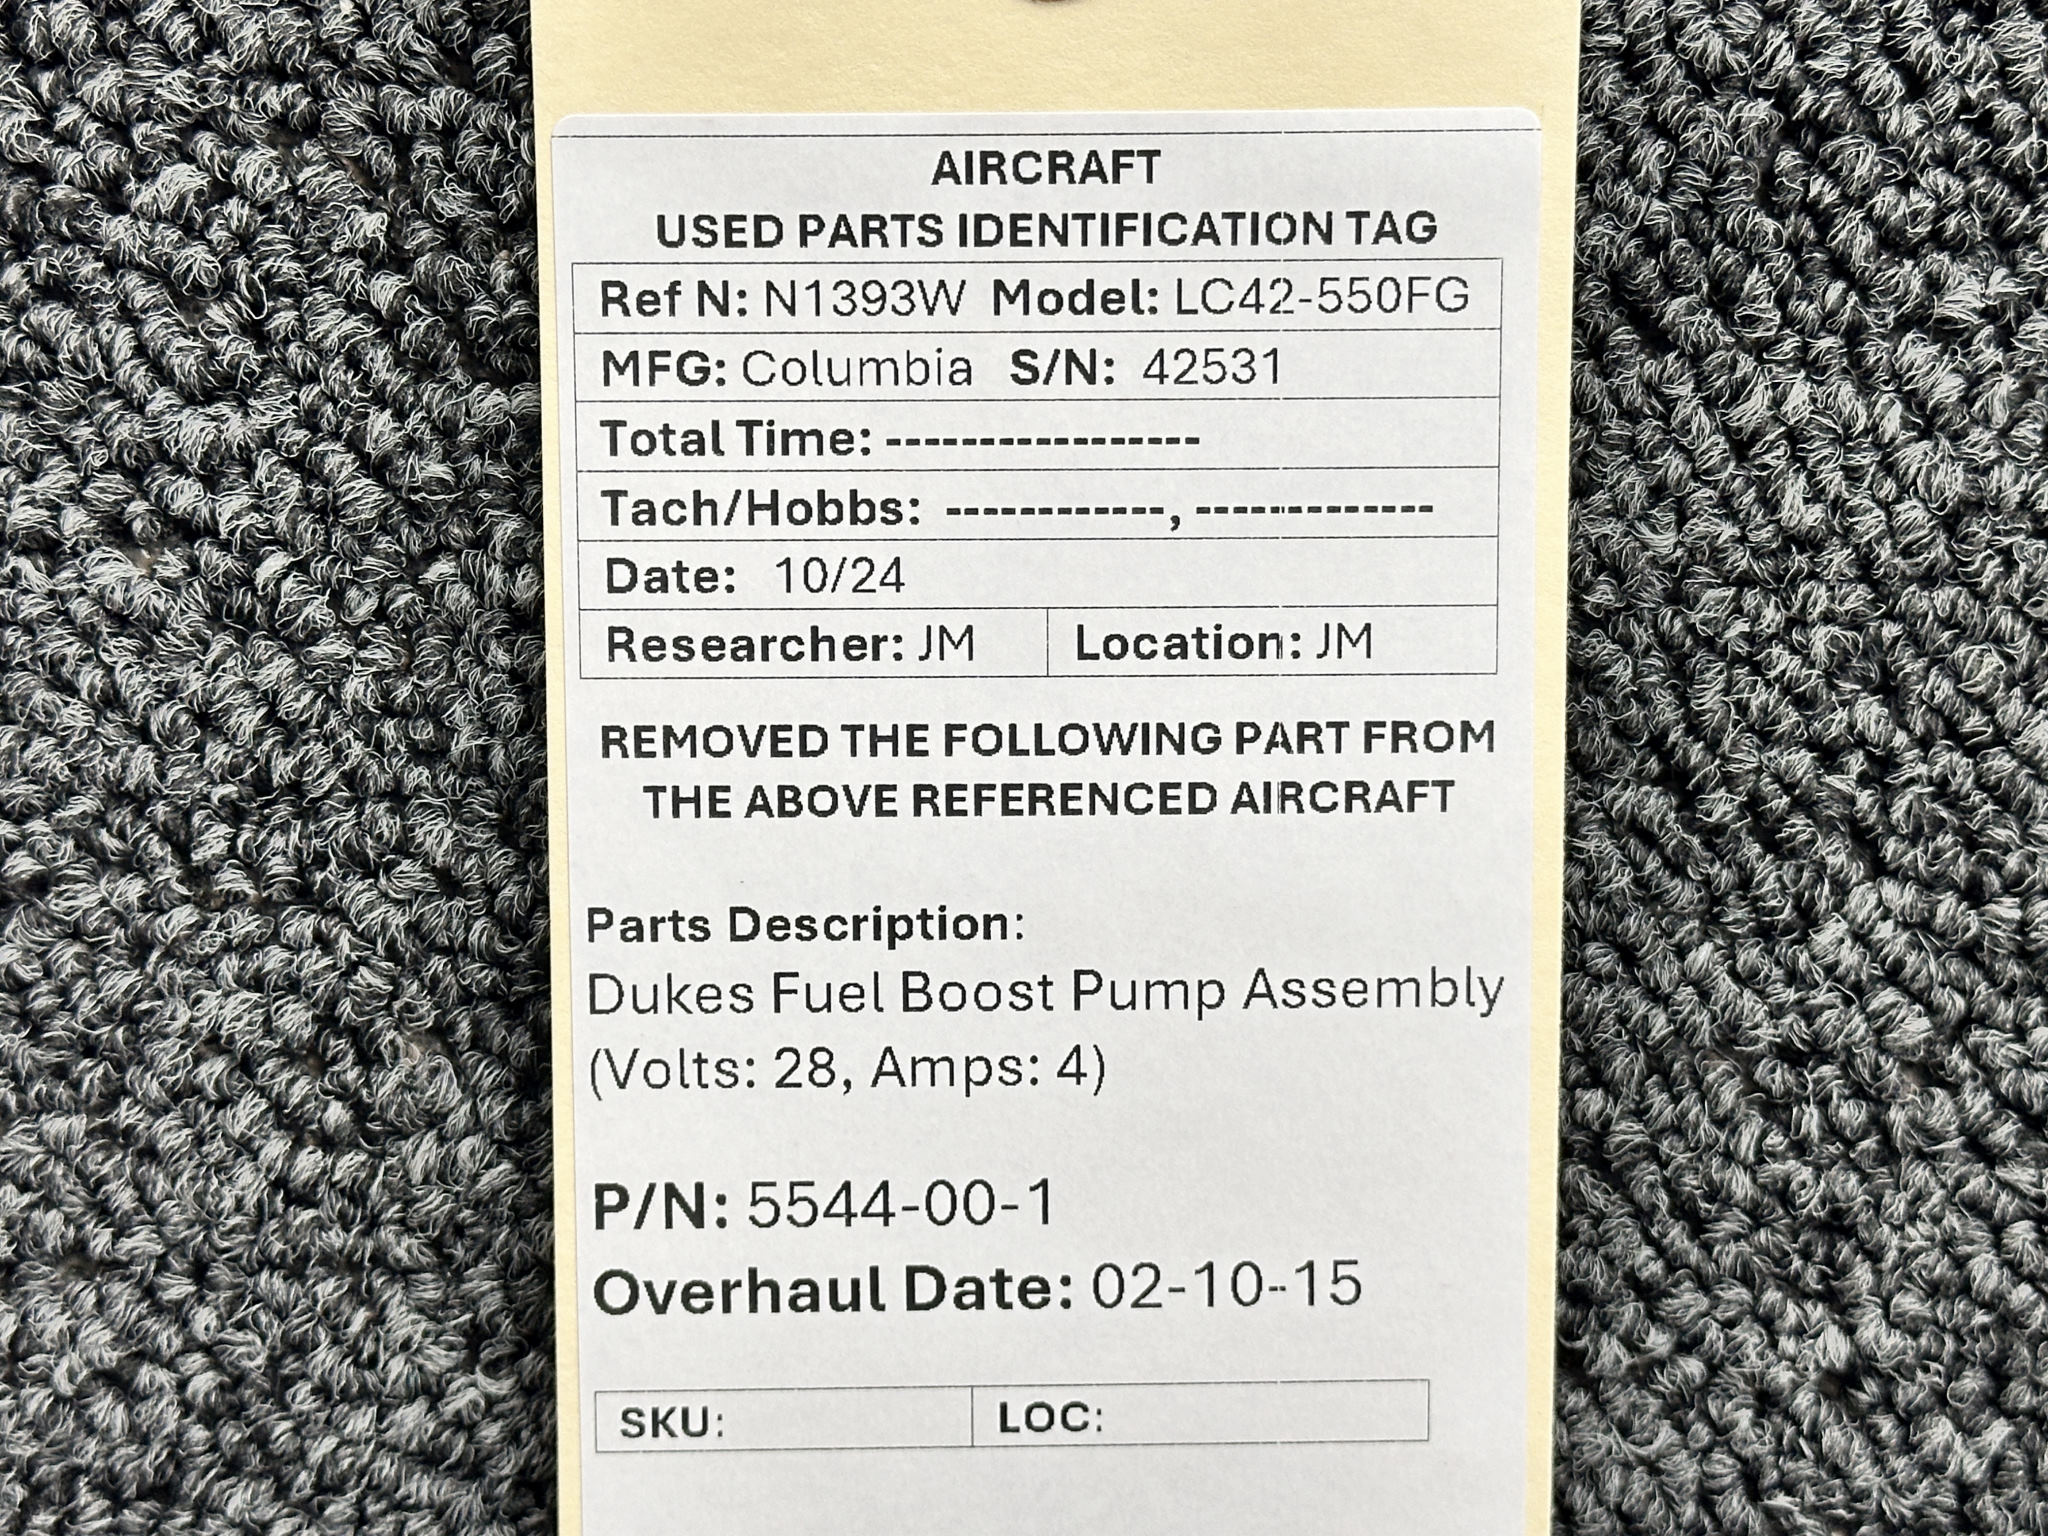 AIRCRAFT
USED PARTS IDENTIFICATION TAG
Ref N: N1393W Model: LC42-550FG
MFG: Columbia S/N: 42531
Total Time: -----------------
Tach/Hobbs: ------------, -------------
Date: 10/24
Researcher: JM Location: JM
REMOVED THE FOLLOWING PART FROM
THE ABOVE REFERENCED AIRCRAFT
Parts Description:
Dukes Fuel Boost Pump Assembly
(Volts: 28, Amps: 4)
P/N: 5544-00-1
Overhaul Date: 02-10-15
SKU: LOC: